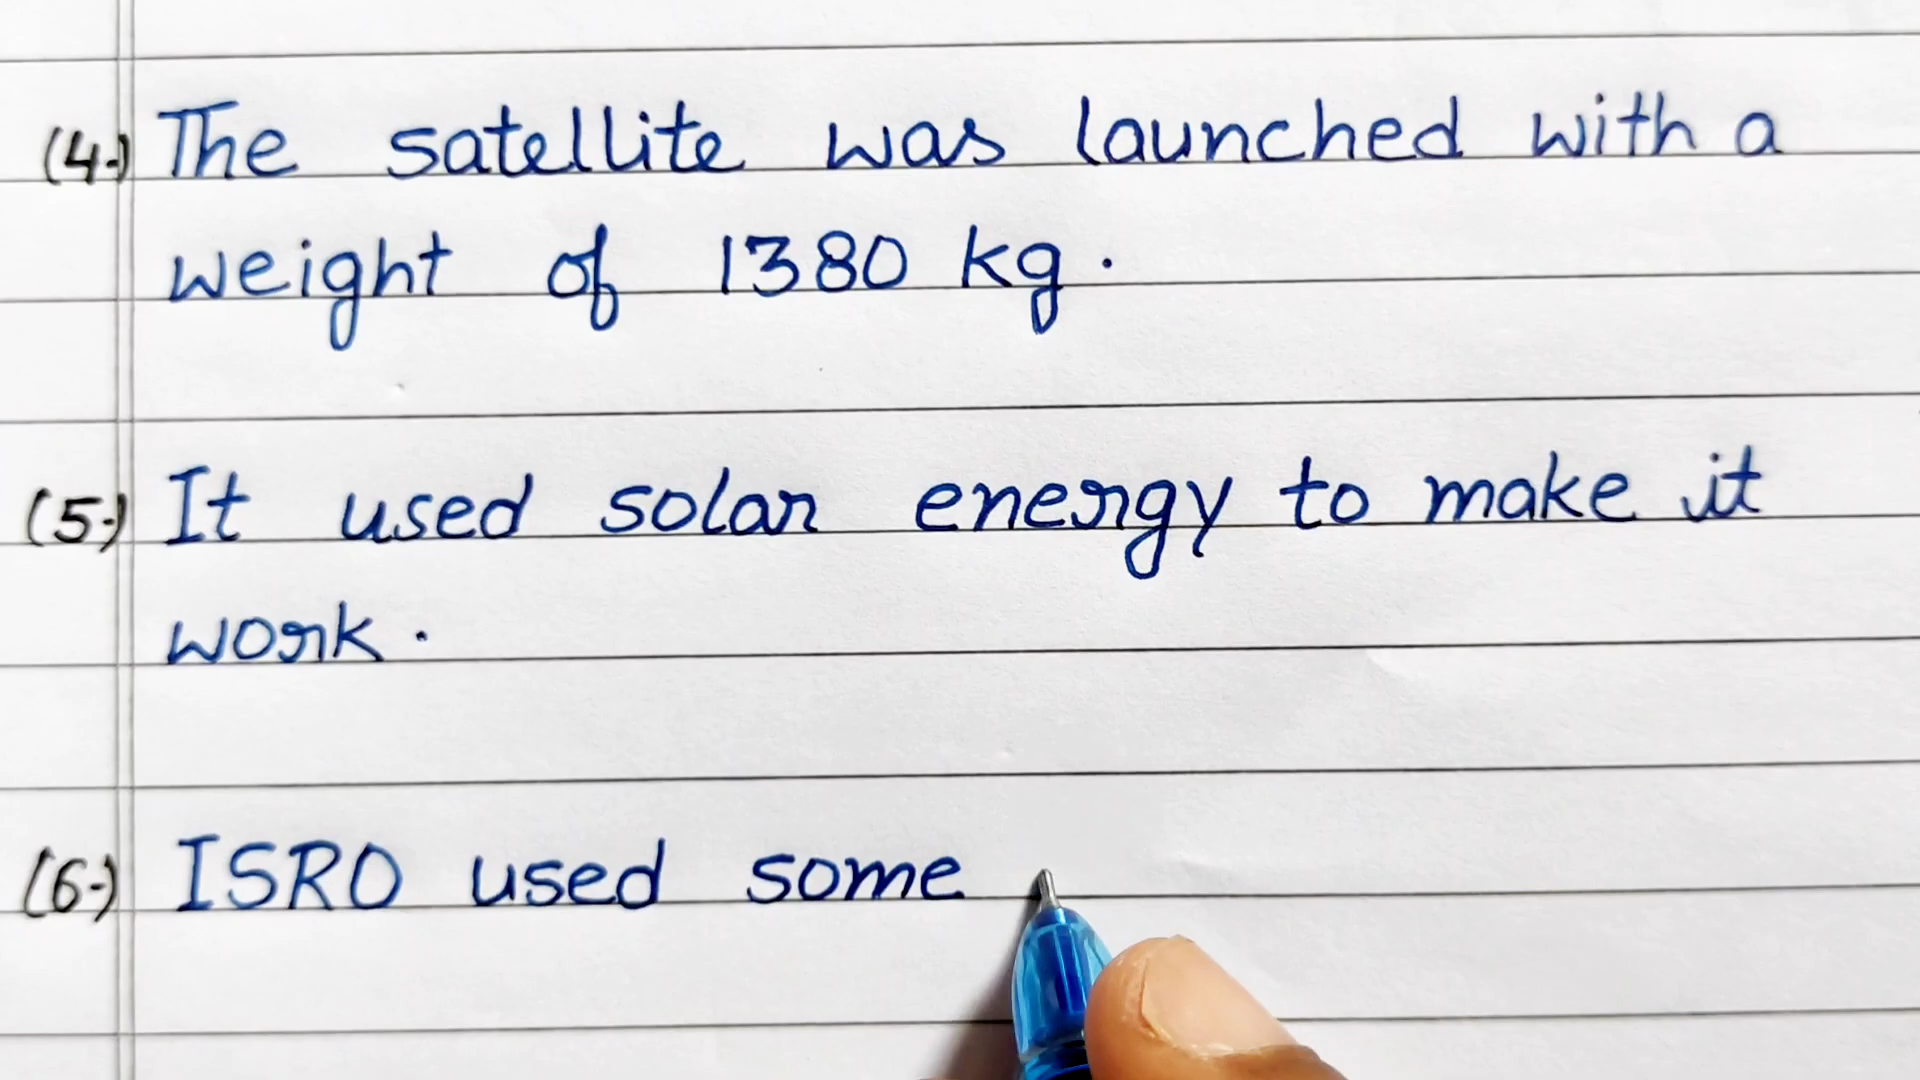 (4.) The satellite was launched with a
weight of 1380 kg.
(5.) It used solar energy to make it
work.
(6.) ISRO used some